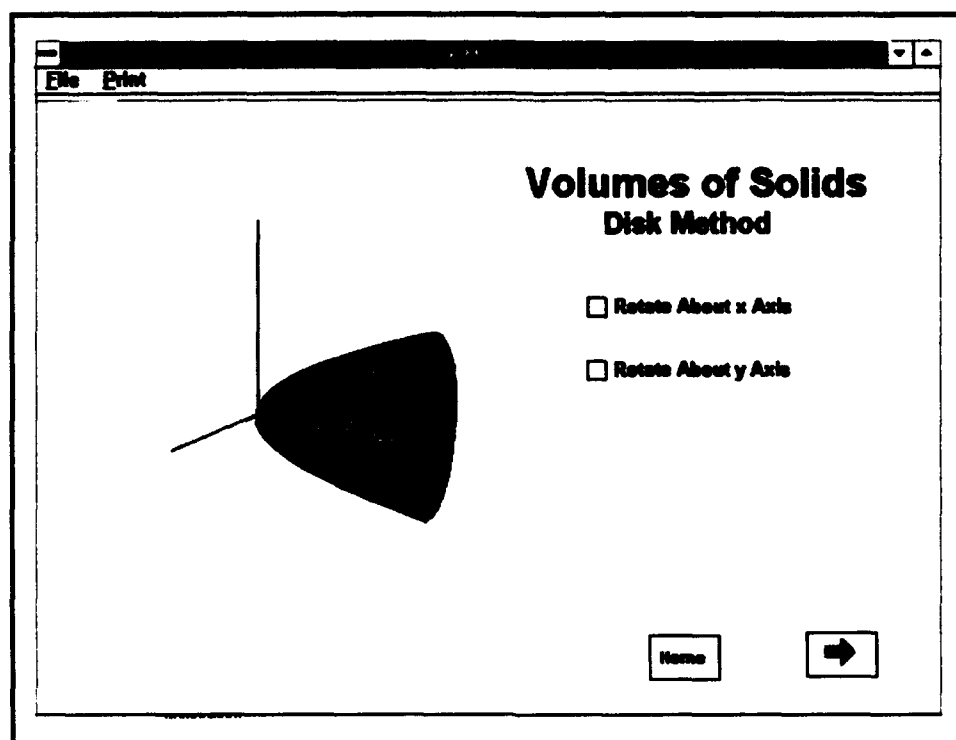 File Print
Volumes of Solids
Disk Method
Rotate About x Axis
Rotate About y Axis
Home